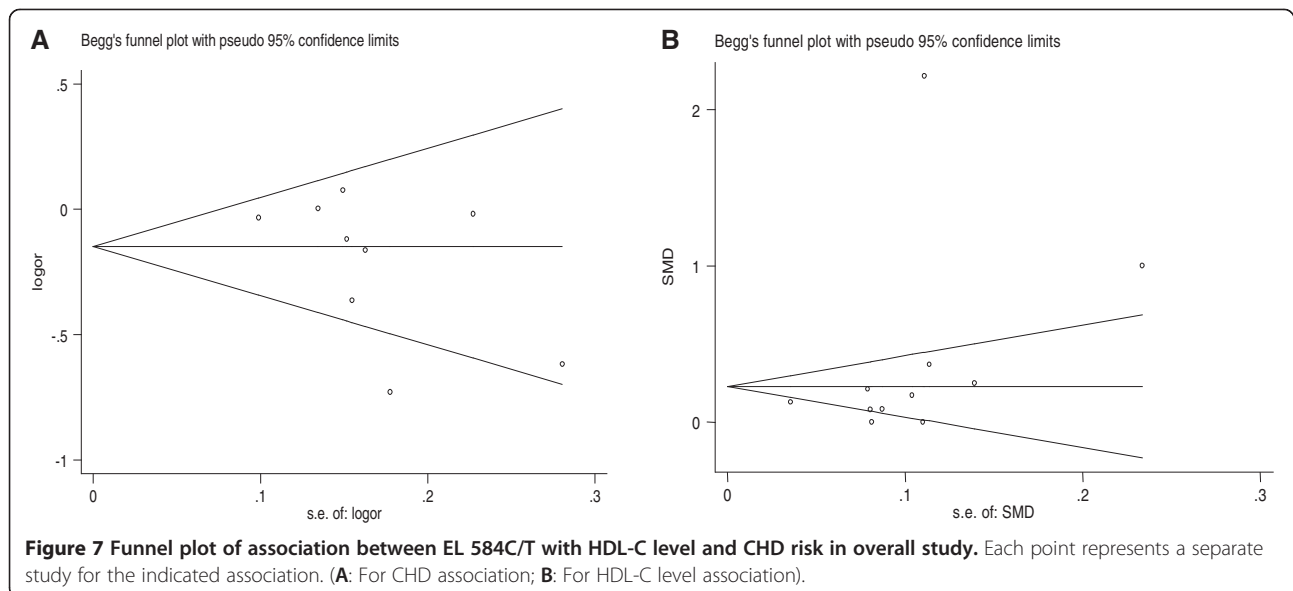 A
Begg's funnel plot with pseudo 95% confidence limits
.5
0
-.5
-1
logor
0
.1
.2
.3
s.e. of: logor
B
Begg's funnel plot with pseudo 95% confidence limits
2
1
0
SMD
0
.1
.2
.3
s.e. of: SMD
Figure 7 Funnel plot of association between EL 584C/T with HDL-C level and CHD risk in overall study. Each point represents a separate
study for the indicated association. (A: For CHD association; B: For HDL-C level association).